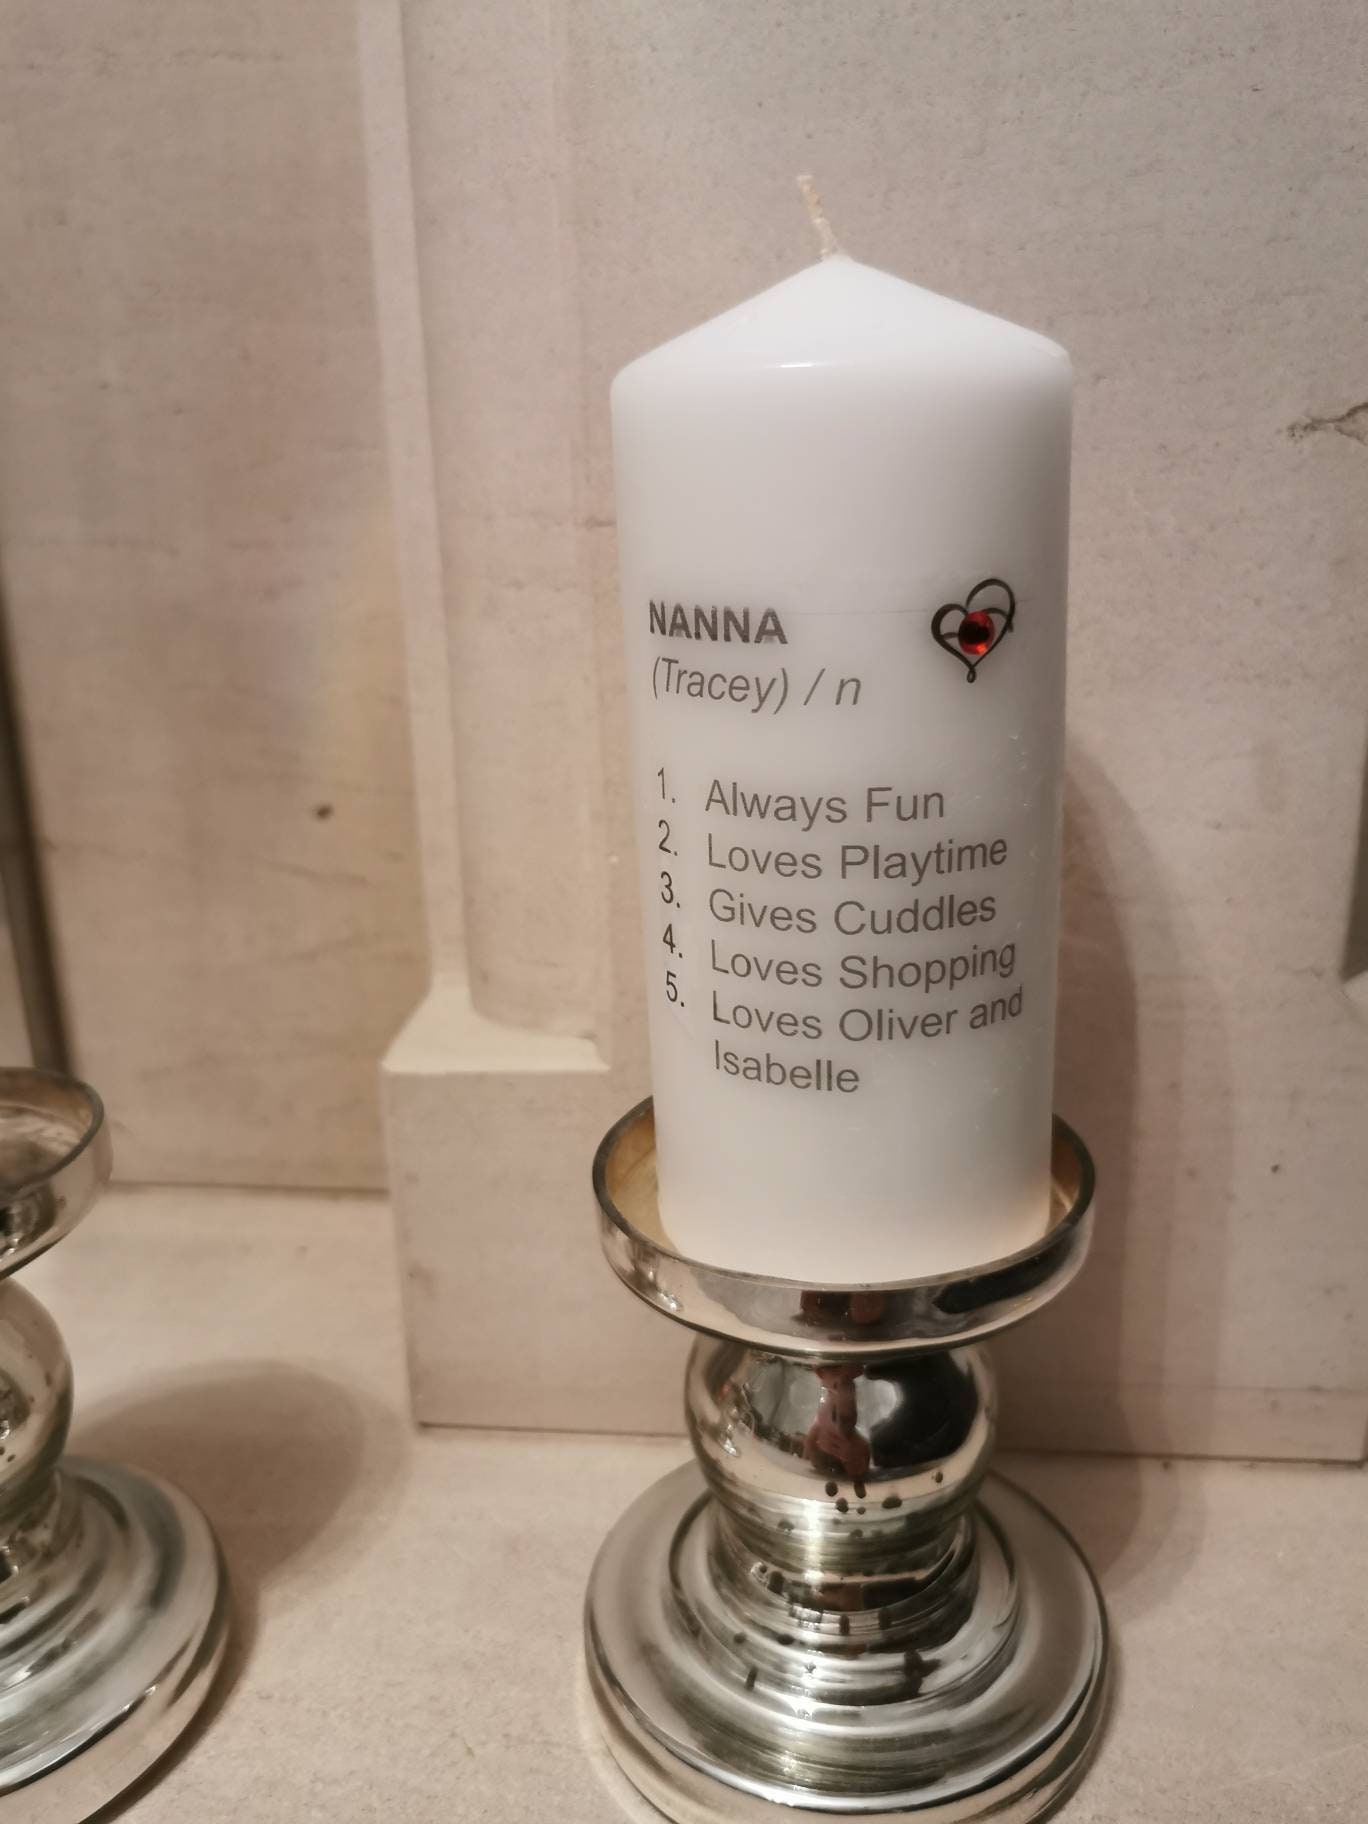 NANNA
(Tracey) / n
1. Always Fun
2. Loves Playtime
3. Gives Cuddles
4. Loves Shopping
5. Loves Oliver and
Isabelle